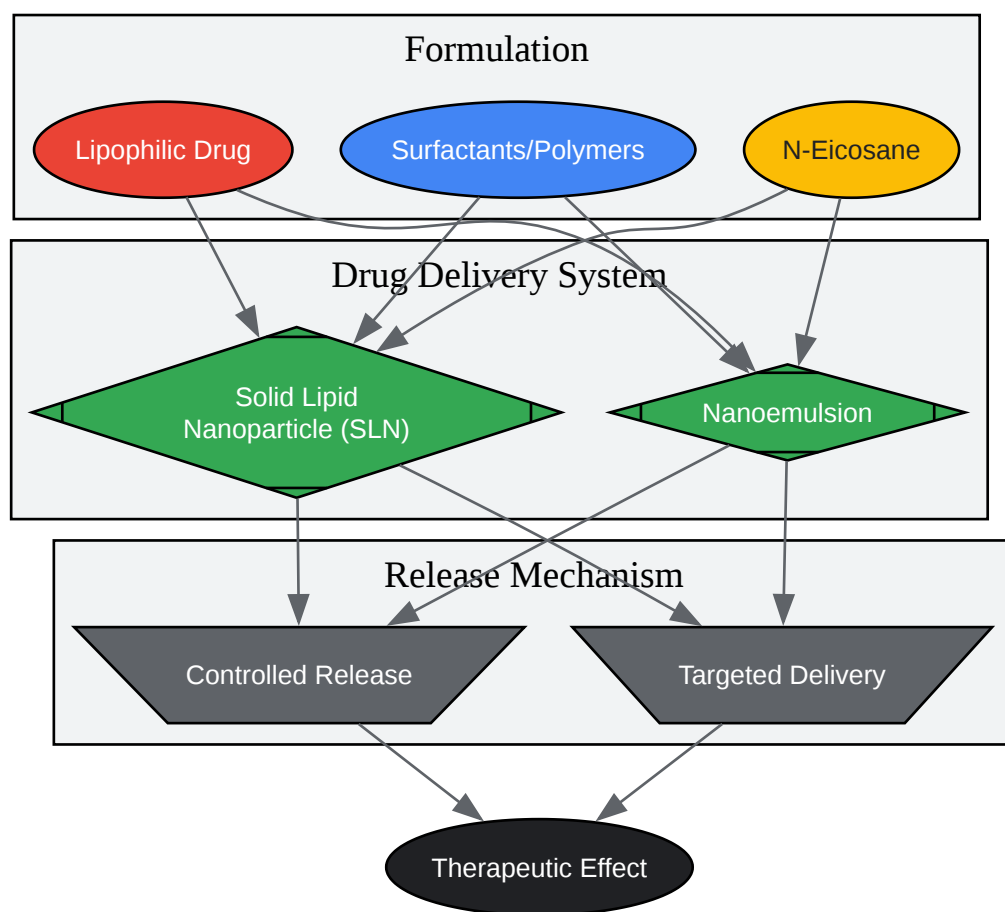 Formulation
Lipophilic Drug
Surfactants/Polymers
N-Eicosane
Drug Delivery System
Solid Lipid
Nanoparticle (SLN)
Nanoemulsion
Release Mechanism
Controlled Release
Targeted Delivery
Therapeutic Effect